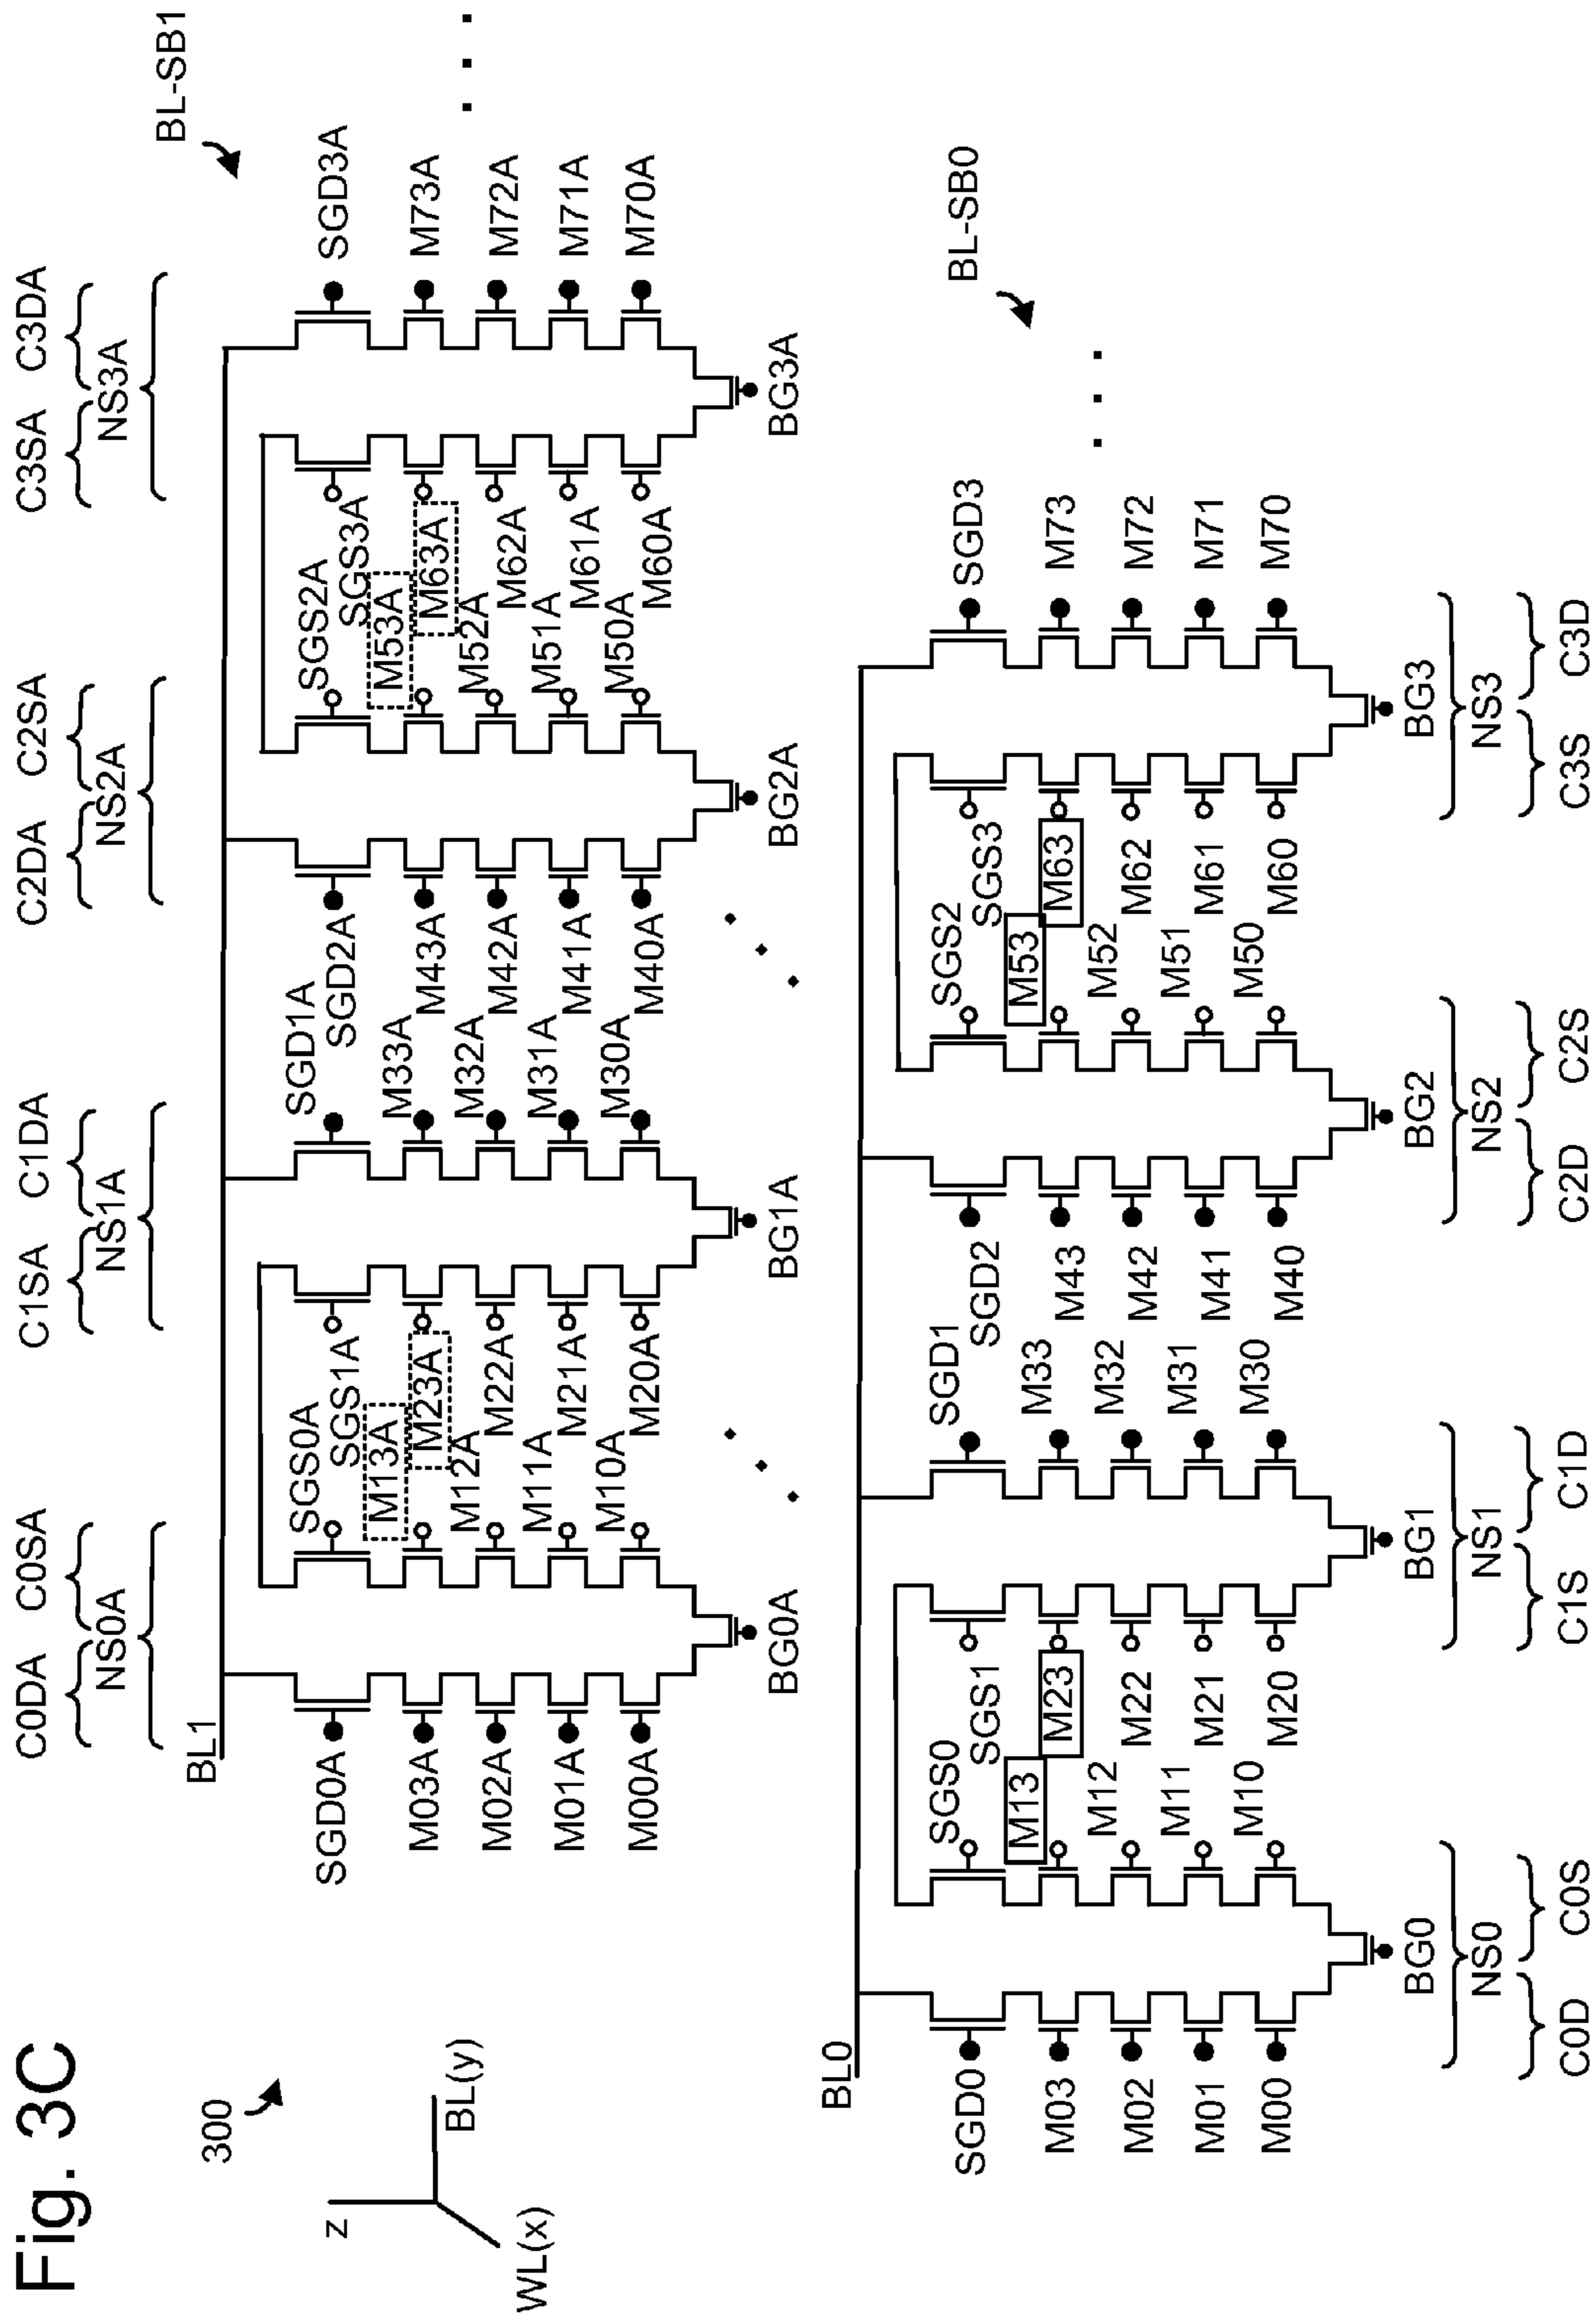 Fig. 3C
300
z
BL(y)
WL(x)
C0DA C0SA
NS0A
C1SA C1DA
NS1A
C2DA C2SA
NS2A
C3SA C3DA
NS3A
BL-SB1
BL1
SGD0A
M03A
M02A
M01A
M00A
BG0A
SGS0A
M13A
M12A
M11A
M10A
SGS1A
M23A
M22A
M21A
M20A
BG1A
SGD1A
M33A
M32A
M31A
M30A
SGD2A
M43A
M42A
M41A
M40A
BG2A
SGS2A
M53A
M52A
M51A
M50A
SGS3A
M63A
M62A
M61A
M60A
BG3A
SGD3A
M73A
M72A
M71A
M70A
BL-SB0
BL0
SGD0
M03
M02
M01
M00
SGS0
M13
M12
M11
M10
SGS1
M23
M22
M21
M20
SGD1
M33
M32
M31
M30
SGD2
M43
M42
M41
M40
SGS2
M53
M52
M51
M50
SGS3
M63
M62
M61
M60
SGD3
M73
M72
M71
M70
BG0
NS0
C0D C0S
BG1
NS1
C1S C1D
BG2
NS2
C2D C2S
BG3
NS3
C3S C3D